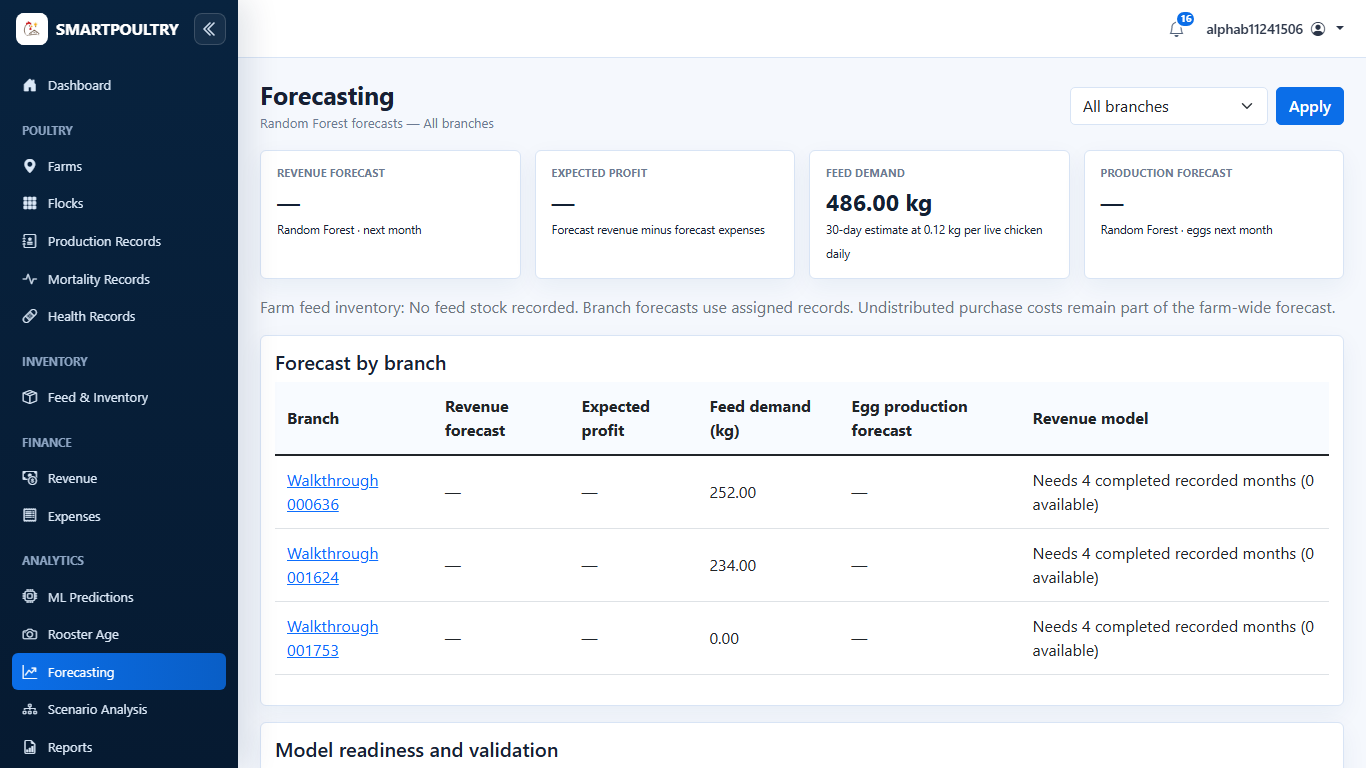 SMARTPOULTRY
Dashboard
POULTRY
Farms
Flocks
Production Records
Mortality Records
Health Records
INVENTORY
Feed & Inventory
FINANCE
Revenue
Expenses
ANALYTICS
ML Predictions
Rooster Age
Forecasting
Scenario Analysis
Reports
16
alphab11241506
Forecasting
Random Forest forecasts — All branches
All branches
Apply
REVENUE FORECAST
—
Random Forest · next month
EXPECTED PROFIT
—
Forecast revenue minus forecast expenses
FEED DEMAND
486.00 kg
30-day estimate at 0.12 kg per live chicken
daily
PRODUCTION FORECAST
—
Random Forest · eggs next month
Farm feed inventory: No feed stock recorded. Branch forecasts use assigned records. Undistributed purchase costs remain part of the farm-wide forecast.
Forecast by branch
Branch Revenue forecast Expected profit Feed demand (kg) Egg production forecast Revenue model
Walkthrough 000636 — — 252.00 — Needs 4 completed recorded months (0 available)
Walkthrough 001624 — — 234.00 — Needs 4 completed recorded months (0 available)
Walkthrough 001753 — — 0.00 — Needs 4 completed recorded months (0 available)
Model readiness and validation